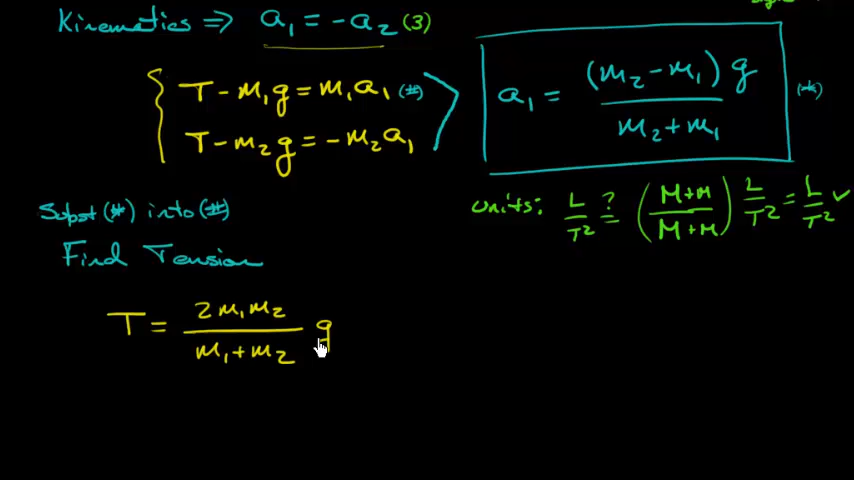 Kinematics => a₁ = -a₂ (3)
T - m₁g = m₁a₁ (#)
T - m₂g = -m₂a₁
a₁ = (m₂ - m₁) g / m₂ + m₁ (*)
units: L/T² ?= (M+M / M+M) L/T² = L/T² ✓
Subst (*) into (#)
Find Tension
T = 2m₁m₂ / m₁ + m₂ g